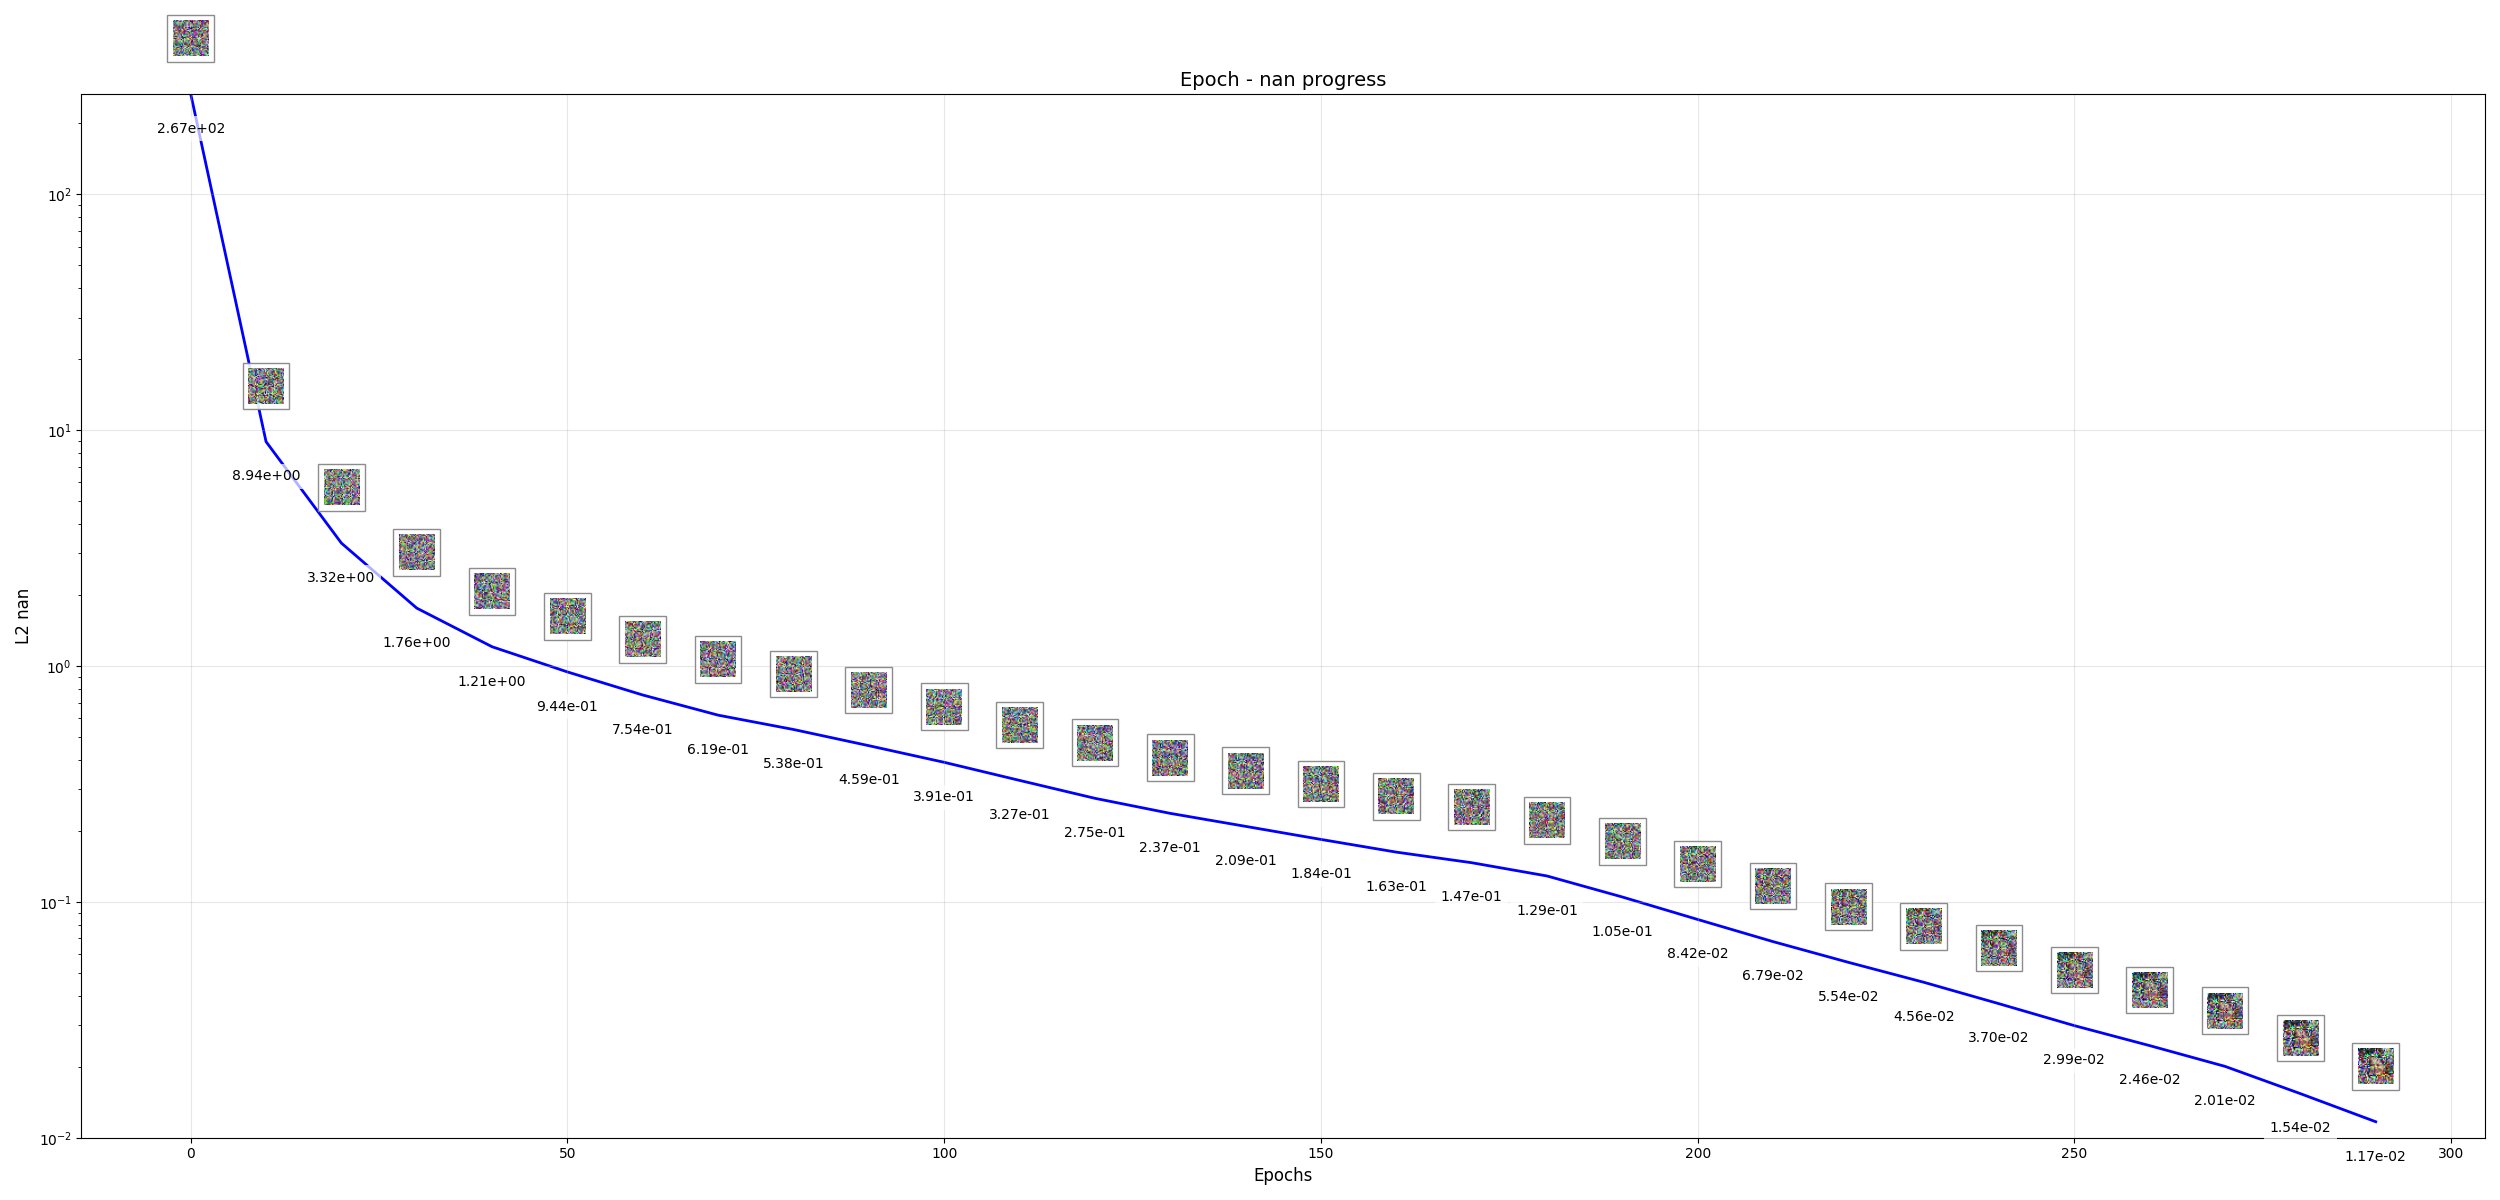 Epoch - nan progress
2.67e+02
8.94e+00
3.32e+00
1.76e+00
1.21e+00
9.44e-01
7.54e-01
6.19e-01
5.38e-01
4.59e-01
3.91e-01
3.27e-01
2.75e-01
2.37e-01
2.09e-01
1.84e-01
1.63e-01
1.47e-01
1.29e-01
1.05e-01
8.42e-02
6.79e-02
5.54e-02
4.56e-02
3.70e-02
2.99e-02
2.46e-02
2.01e-02
1.54e-02
1.17e-02
10²
10¹
10⁰
10⁻¹
10⁻²
L2 nan
0 50 100 150 200 250 300
Epochs